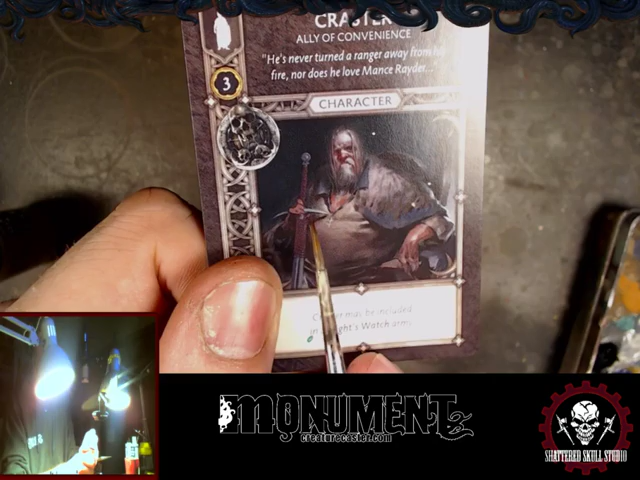 CRASTER
ALLY OF CONVENIENCE
"He's never turned a ranger away from his
fire, nor does he love Mance Rayder..."
3
CHARACTER
may be included
Night's Watch army
MONUMENT
creaturecaster.com
SHATTERED SKULL STUDIO